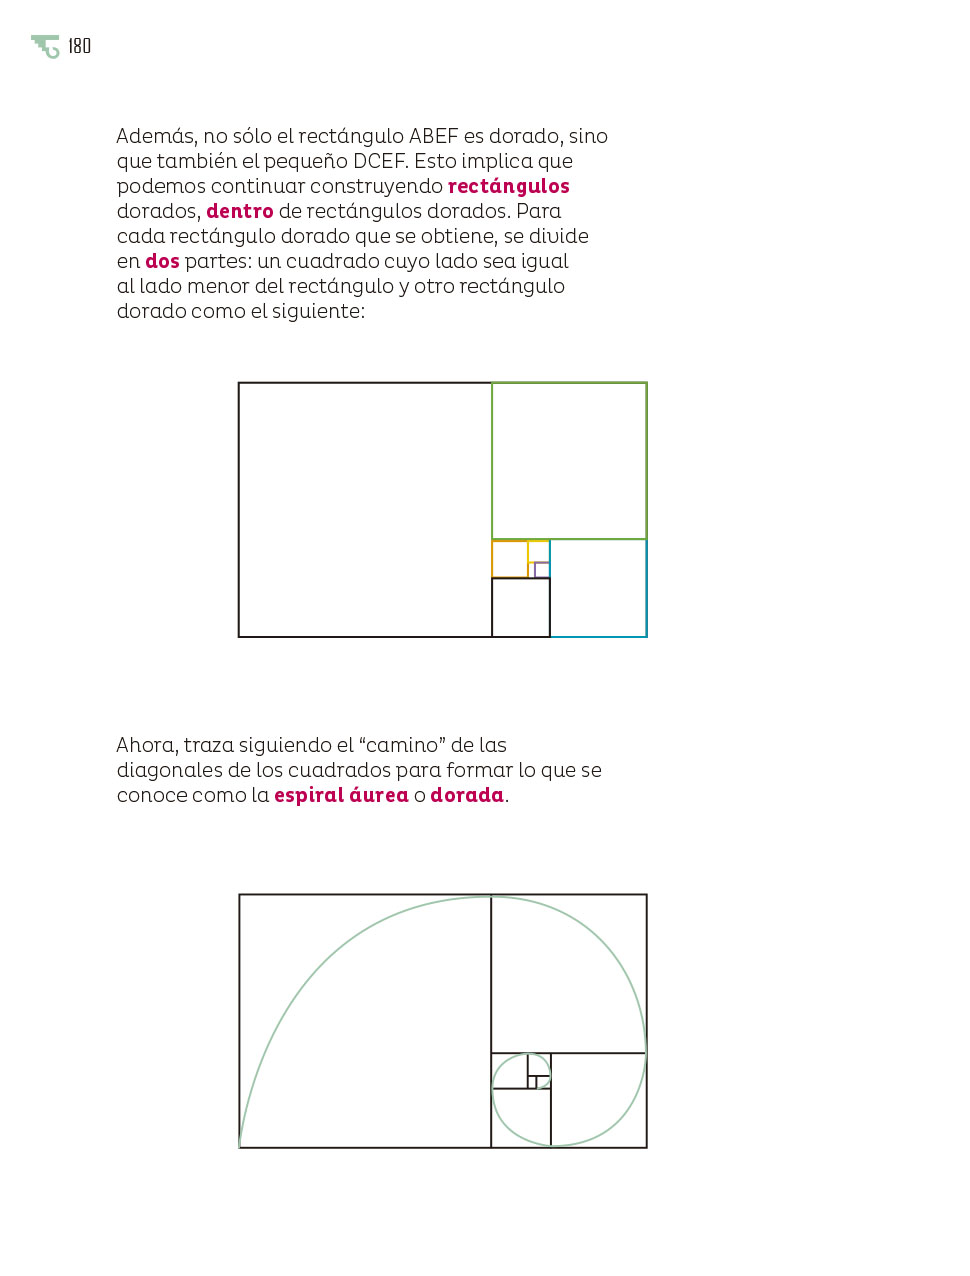 180
Además, no sólo el rectángulo ABEF es dorado, sino
que también el pequeño DCEF. Esto implica que
podemos continuar construyendo rectángulos
dorados, dentro de rectángulos dorados. Para
cada rectángulo dorado que se obtiene, se divide
en dos partes: un cuadrado cuyo lado sea igual
al lado menor del rectángulo y otro rectángulo
dorado como el siguiente:
Ahora, traza siguiendo el “camino” de las
diagonales de los cuadrados para formar lo que se
conoce como la espiral áurea o dorada.